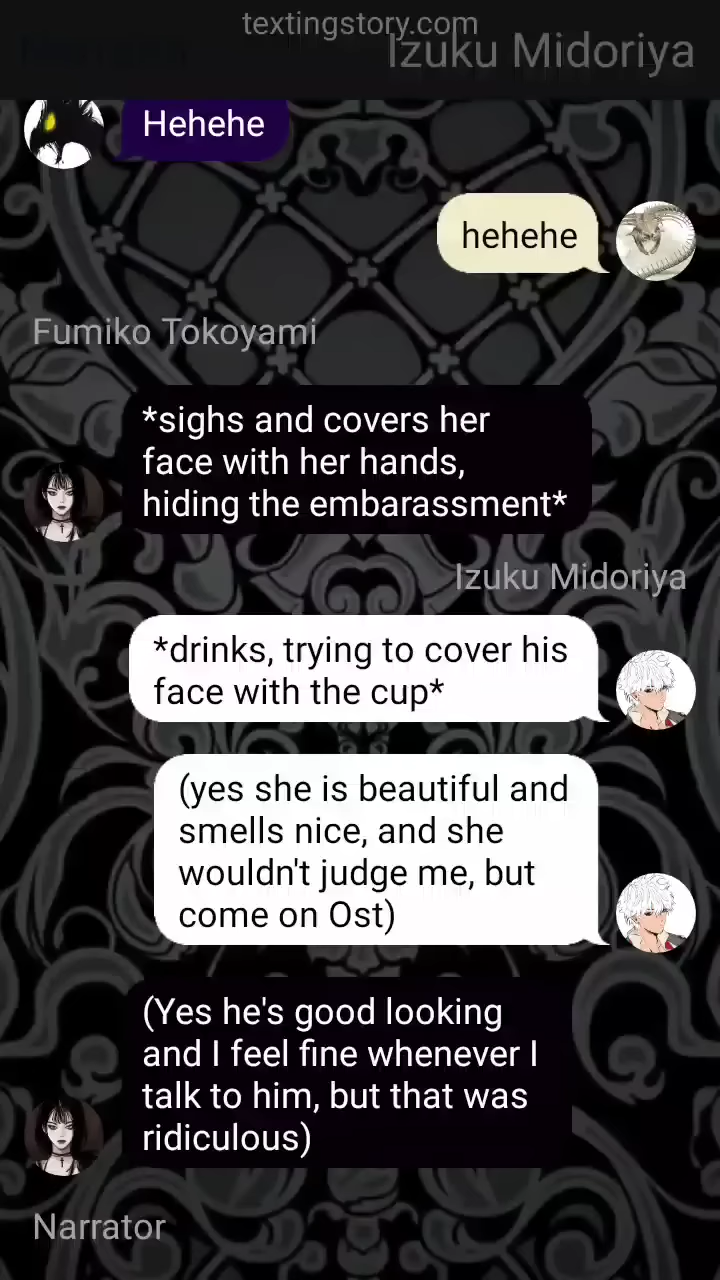 textingstory.com
Izuku Midoriya
Hehehe
hehehe
Fumiko Tokoyami
*sighs and covers her
face with her hands,
hiding the embarassment*
Izuku Midoriya
*drinks, trying to cover his
face with the cup*
(yes she is beautiful and
smells nice, and she
wouldn't judge me, but
come on Ost)
(Yes he's good looking
and I feel fine whenever I
talk to him, but that was
ridiculous)
Narrator